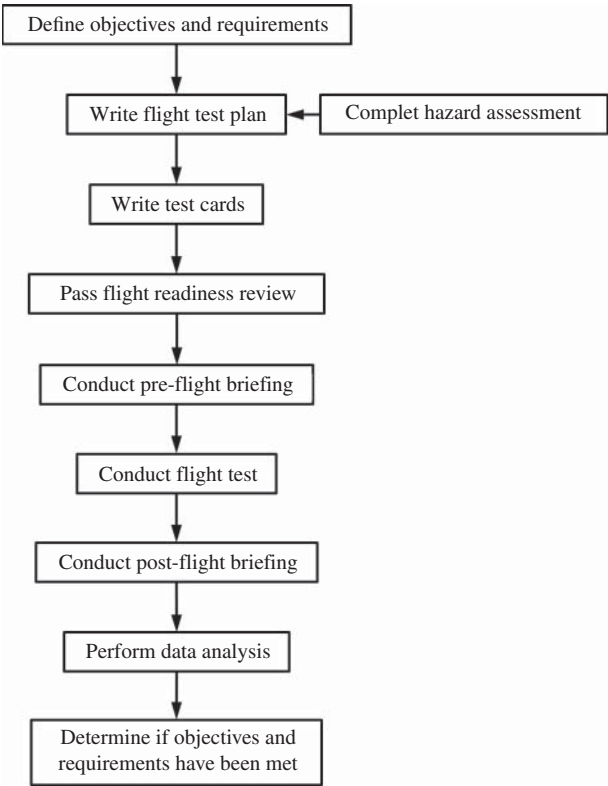 Define objectives and requirements
Write flight test plan
Complet hazard assessment
Write test cards
Pass flight readiness review
Conduct pre-flight briefing
Conduct flight test
Conduct post-flight briefing
Perform data analysis
Determine if objectives and
requirements have been met